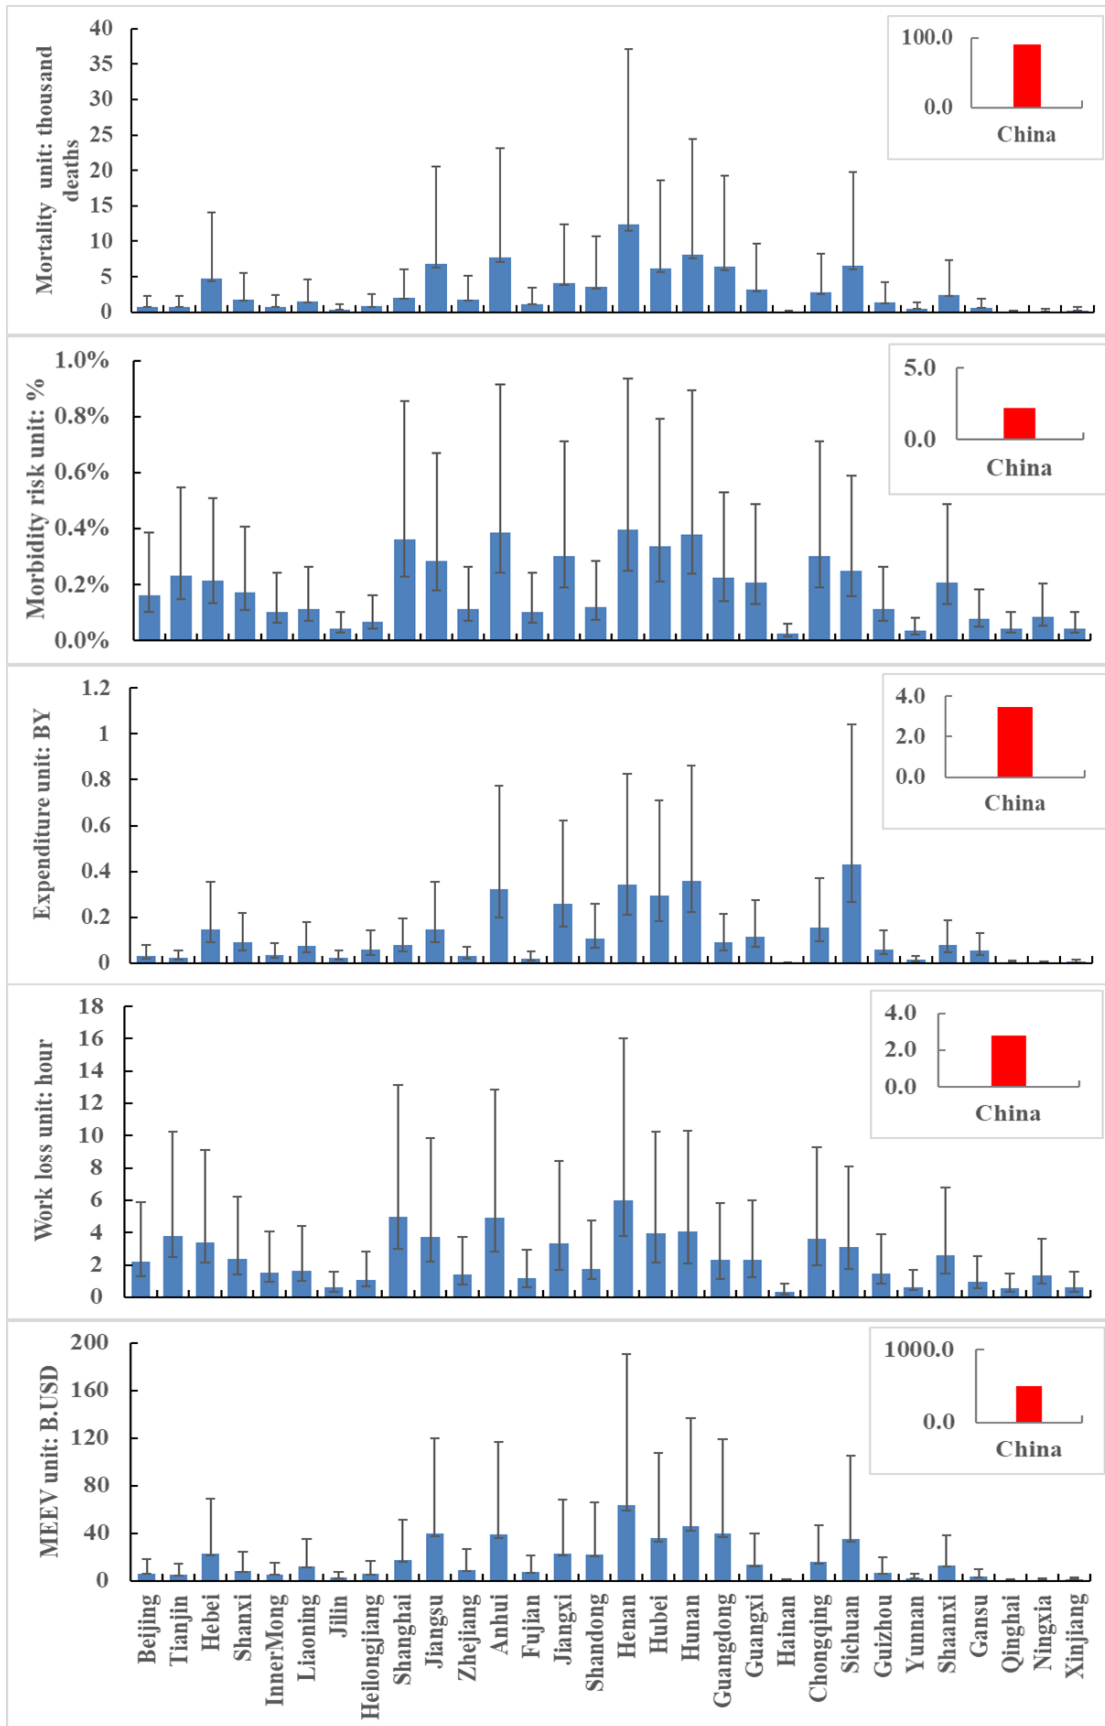 Mortality unit: thousand
deaths
40
35
30
25
20
15
10
5
0
100.0
0.0
China
Morbidity risk unit: %
1.0%
0.8%
0.6%
0.4%
0.2%
0.0%
5.0
0.0
China
Expenditure unit: BY
1.2
1
0.8
0.6
0.4
0.2
0
4.0
2.0
0.0
China
Work loss unit: hour
18
16
14
12
10
8
6
4
2
0
4.0
2.0
0.0
China
MEEV unit: B.USD
200
160
120
80
40
0
1000.0
0.0
China
Beijing
Tianjin
Hebei
Shanxi
InnerMong
Liaoning
Jilin
Heilongjiang
Shanghai
Jiangsu
Zhejiang
Anhui
Fujian
Jiangxi
Shandong
Henan
Hubei
Hunan
Guangdong
Guangxi
Hainan
Chongqing
Sichuan
Guizhou
Yunnan
Shaanxi
Gansu
Qinghai
Ningxia
Xinjiang